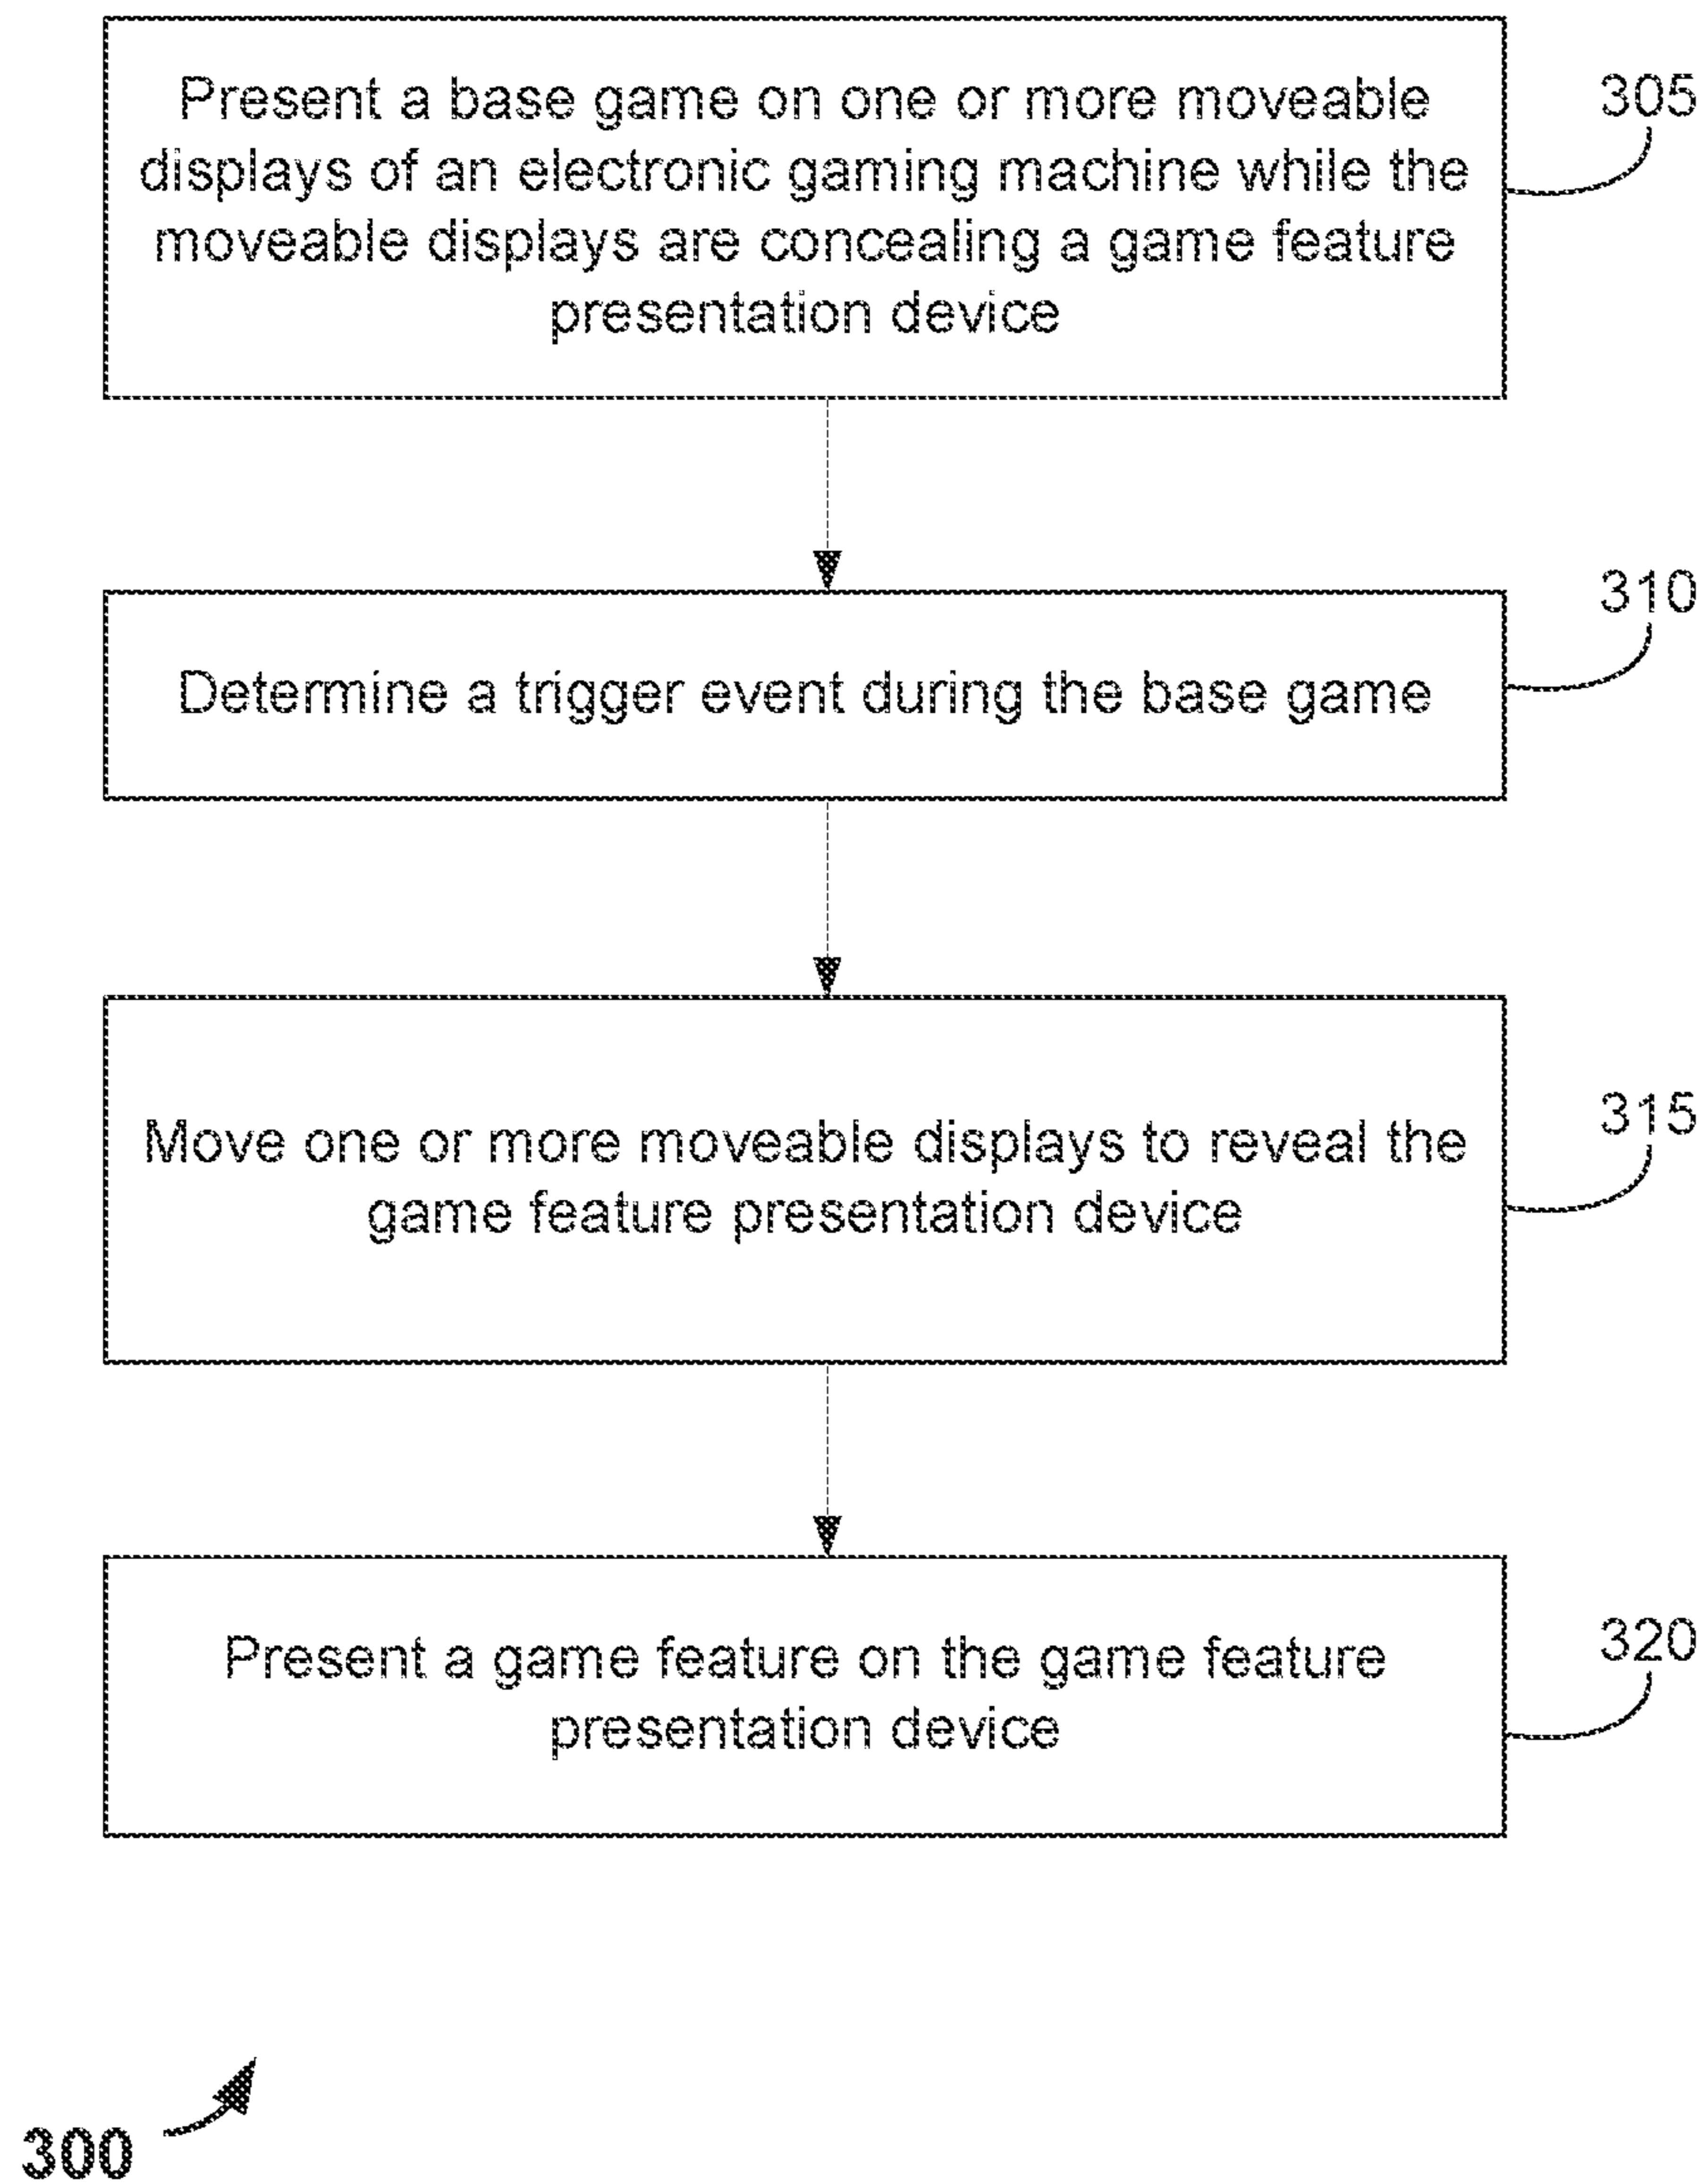 Present a base game on one or more moveable
displays of an electronic gaming machine while the
moveable displays are concealing a game feature
presentation device
305
Determine a trigger event during the base game
310
Move one or more moveable displays to reveal the
game feature presentation device
315
Present a game feature on the game feature
presentation device
320
300